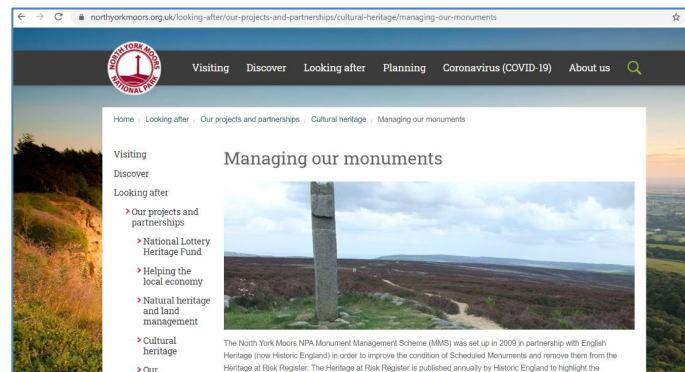 northyorkmoors.org.uk/looking-after/our-projects-and-partnerships/cultural-heritage/managing-our-monuments
NORTH YORK MOORS
NATIONAL PARK
Visiting Discover Looking after Planning Coronavirus (COVID-19) About us
Home Looking after Our projects and partnerships Cultural heritage Managing our monuments
Visiting
Discover
Looking after
Our projects and
partnerships
National Lottery
Heritage Fund
Helping the
local economy
Natural heritage
and land
management
Cultural
heritage
Our
Managing our monuments
The North York Moors NPA Monument Management Scheme (MMS) was set up in 2009 in partnership with English
Heritage (now Historic England) in order to improve the condition of Scheduled Monuments and remove them from the
Heritage at Risk Register. The Heritage at Risk Register is published annually by Historic England to highlight the